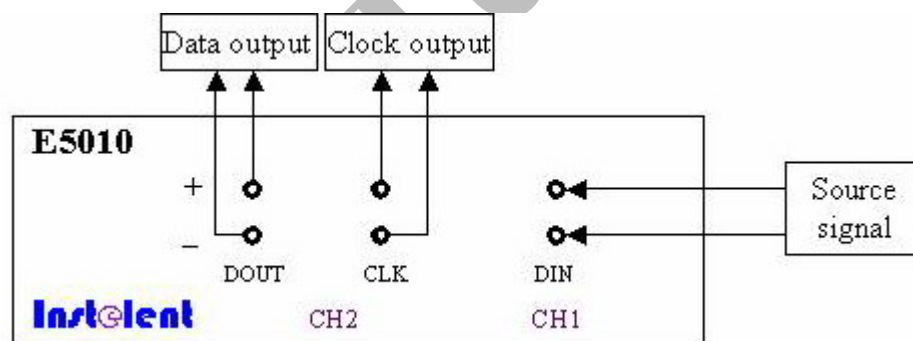 Data output
Clock output
E5010
+
Source
signal
–
DOUT
CLK
DIN
Instelent
CH2
CH1